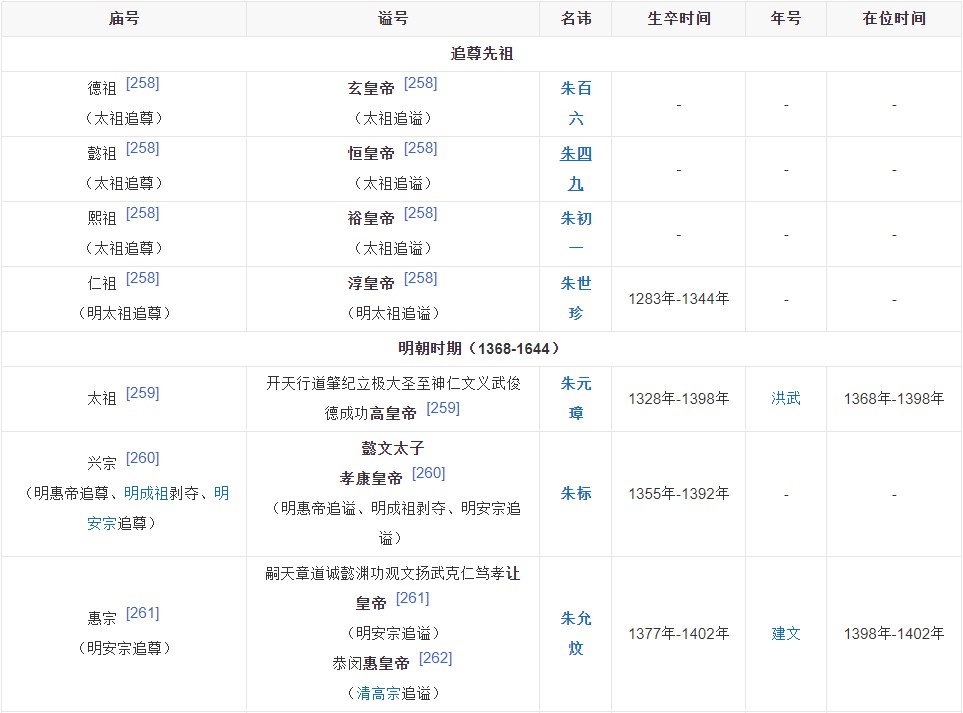 庙号 谥号 名讳 生卒时间 年号 在位时间
追尊先祖
德祖 [258]
（太祖追尊）
玄皇帝 [258]
（太祖追谥）
朱百
六
-
-
-
懿祖 [258]
（太祖追尊）
恒皇帝 [258]
（太祖追谥）
朱四
九
-
-
-
熙祖 [258]
（太祖追尊）
裕皇帝 [258]
（太祖追谥）
朱初
一
-
-
-
仁祖 [258]
（明太祖追尊）
淳皇帝 [258]
（明太祖追谥）
朱世
珍
1283年-1344年
-
-
明朝时期（1368-1644）
太祖 [259]
开天行道肇纪立极大圣至神仁文义武俊
德成功高皇帝 [259]
朱元
璋
1328年-1398年
洪武
1368年-1398年
兴宗 [260]
（明惠帝追尊、明成祖剥夺、明
安宗追尊）
懿文太子
孝康皇帝 [260]
（明惠帝追谥、明成祖剥夺、明安宗追
谥）
朱标
1355年-1392年
-
-
惠宗 [261]
（明安宗追尊）
嗣天章道诚懿渊功观文扬武克仁笃孝让
皇帝 [261]
（明安宗追谥）
恭闵惠皇帝 [262]
（清高宗追谥）
朱允
炆
1377年-1402年
建文
1398年-1402年